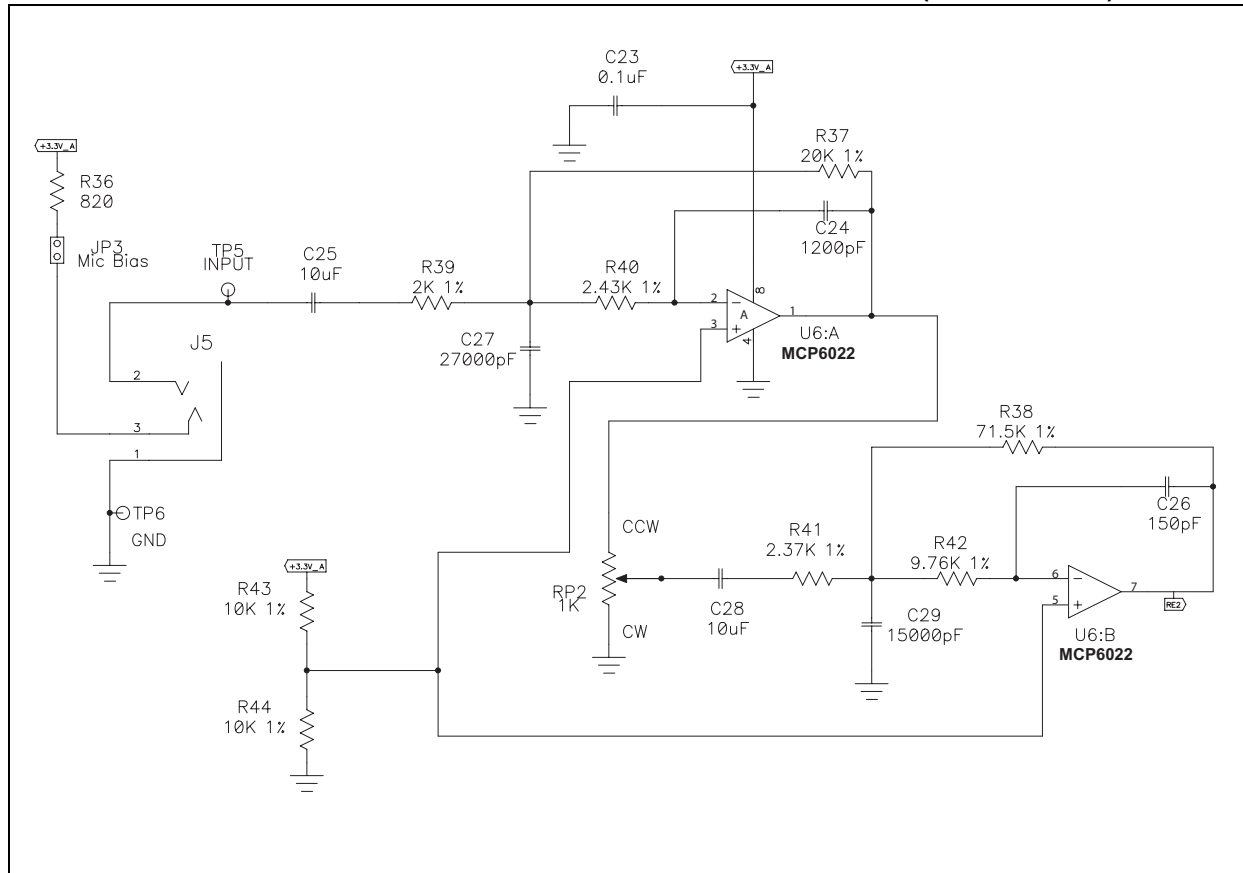 C23
0.1uF
+3.3V_A
R37
20K 1%
+3.3V_A
R36
820
C24
1200pF
JP3
Mic Bias
TP5
INPUT
C25
10uF
R39
2K 1%
R40
2.43K 1%
8
2
A
1
3
4
U6:A
MCP6022
C27
27000pF
J5
2
3
1
R38
71.5K 1%
TP6
GND
C26
150pF
CCW
R41
2.37K 1%
R42
9.76K 1%
+3.3V_A
R43
10K 1%
RP2
1K
6
7
5
RE2
C28
10uF
C29
15000pF
CW
U6:B
MCP6022
R44
10K 1%